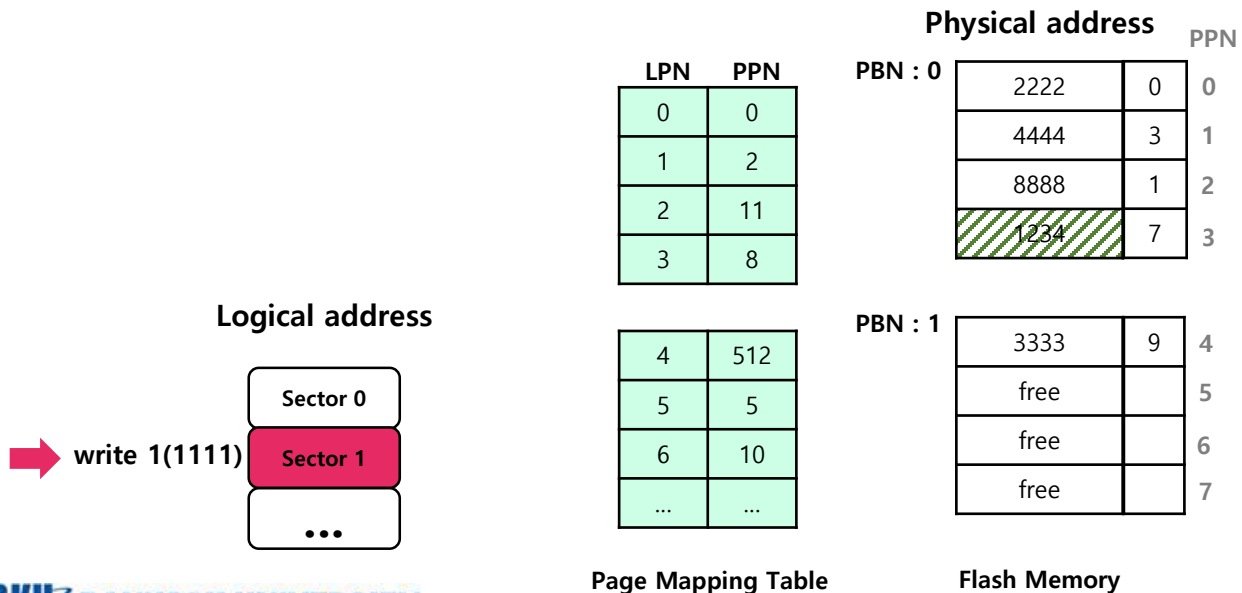 Physical address
PPN
LPN PPN
PBN : 0
0 0
1 2
2 11
3 8
2222 0 0
4444 3 1
8888 1 2
1234 7 3
Logical address
Sector 0
write 1(1111) Sector 1
...
4 512
5 5
6 10
... ...
PBN : 1
3333 9 4
free 5
free 6
free 7
Page Mapping Table
Flash Memory